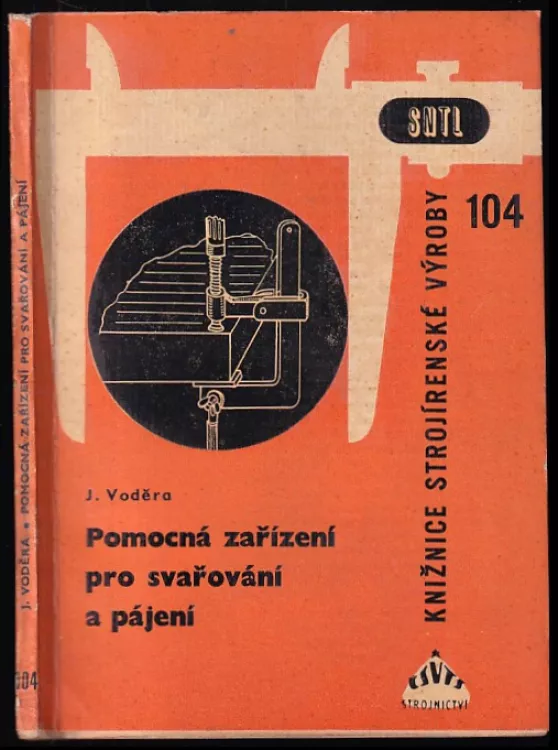 SNTL
104
KNIŽNICE STROJÍRENSKÉ VÝROBY
J. Voděra
Pomocná zařízení
pro svařování
a pájení
ČSVTS
STROJNICTVÍ
J. VODĚRA • POMOCNÁ ZAŘÍZENÍ PRO SVAŘOVÁNÍ A PÁJENÍ
104